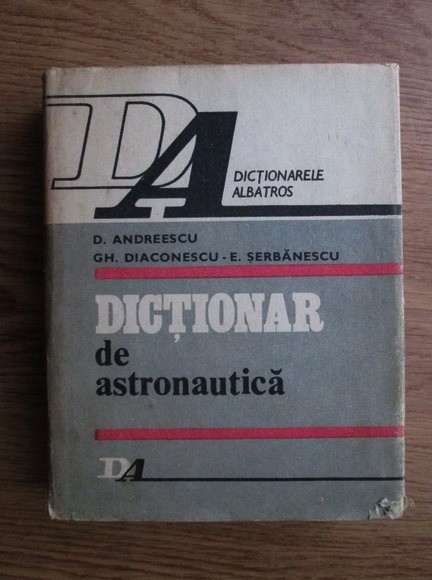 DA
DICȚIONARELE
ALBATROS
D. ANDREESCU
GH. DIACONESCU - E. ȘERBĂNESCU
DICȚIONAR
de
astronautică
DA